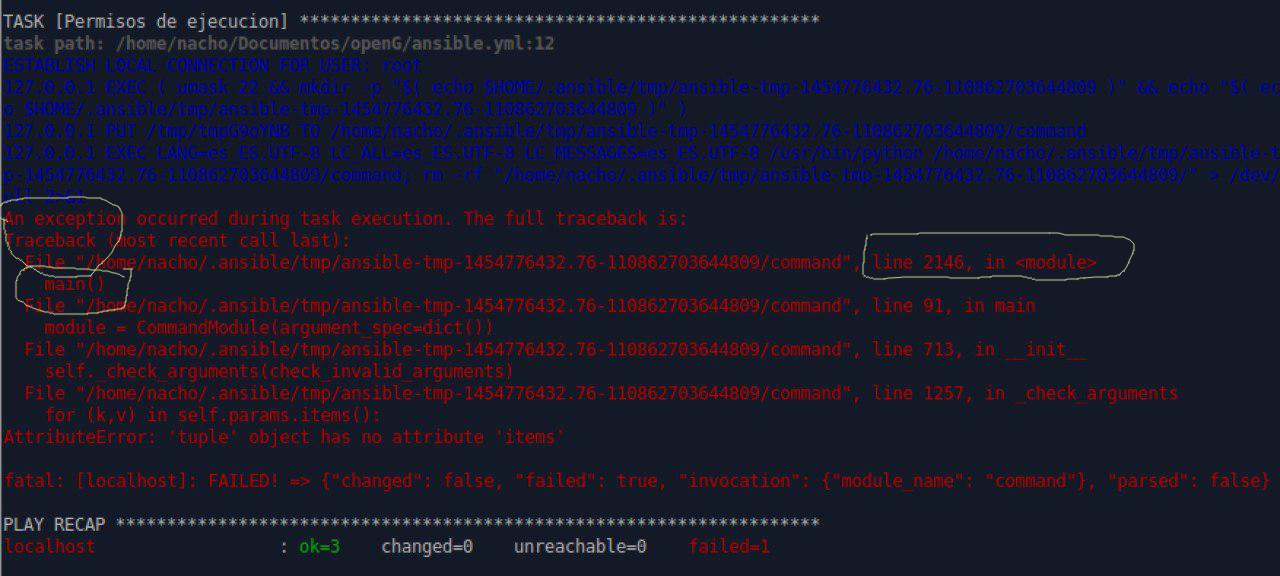 TASK [Permisos de ejecucion] ***************************************************
task path: /home/nacho/Documentos/openG/ansible.yml:12
ESTABLISH LOCAL CONNECTION FOR USER: root
127.0.0.1 EXEC ( umask 22 && mkdir -p "$( echo $HOME/.ansible/tmp/ansible-tmp-1454776432.76-110862703644809 )" && echo "$( ec
o $HOME/.ansible/tmp/ansible-tmp-1454776432.76-110862703644809 )" )
127.0.0.1 PUT /tmp/tmpG9oYNB TO /home/nacho/.ansible/tmp/ansible-tmp-1454776432.76-110862703644809/command
127.0.0.1 EXEC LANG=es_ES.UTF-8 LC_ALL=es_ES.UTF-8 LC_MESSAGES=es_ES.UTF-8 /usr/bin/python /home/nacho/.ansible/tmp/ansible-t
p-1454776432.76-110862703644809/command; rm -rf "/home/nacho/.ansible/tmp/ansible-tmp-1454776432.76-110862703644809/" > /dev/
An exception occurred during task execution. The full traceback is:
Traceback (most recent call last):
File "/home/nacho/.ansible/tmp/ansible-tmp-1454776432.76-110862703644809/command", line 2146, in <module>
main()
File "/home/nacho/.ansible/tmp/ansible-tmp-1454776432.76-110862703644809/command", line 91, in main
module = CommandModule(argument_spec=dict())
File "/home/nacho/.ansible/tmp/ansible-tmp-1454776432.76-110862703644809/command", line 713, in __init__
self._check_arguments(check_invalid_arguments)
File "/home/nacho/.ansible/tmp/ansible-tmp-1454776432.76-110862703644809/command", line 1257, in _check_arguments
for (k,v) in self.params.items():
AttributeError: 'tuple' object has no attribute 'items'
fatal: [localhost]: FAILED! => {"changed": false, "failed": true, "invocation": {"module_name": "command"}, "parsed": false}
PLAY RECAP *********************************************************************
localhost : ok=3 changed=0 unreachable=0 failed=1